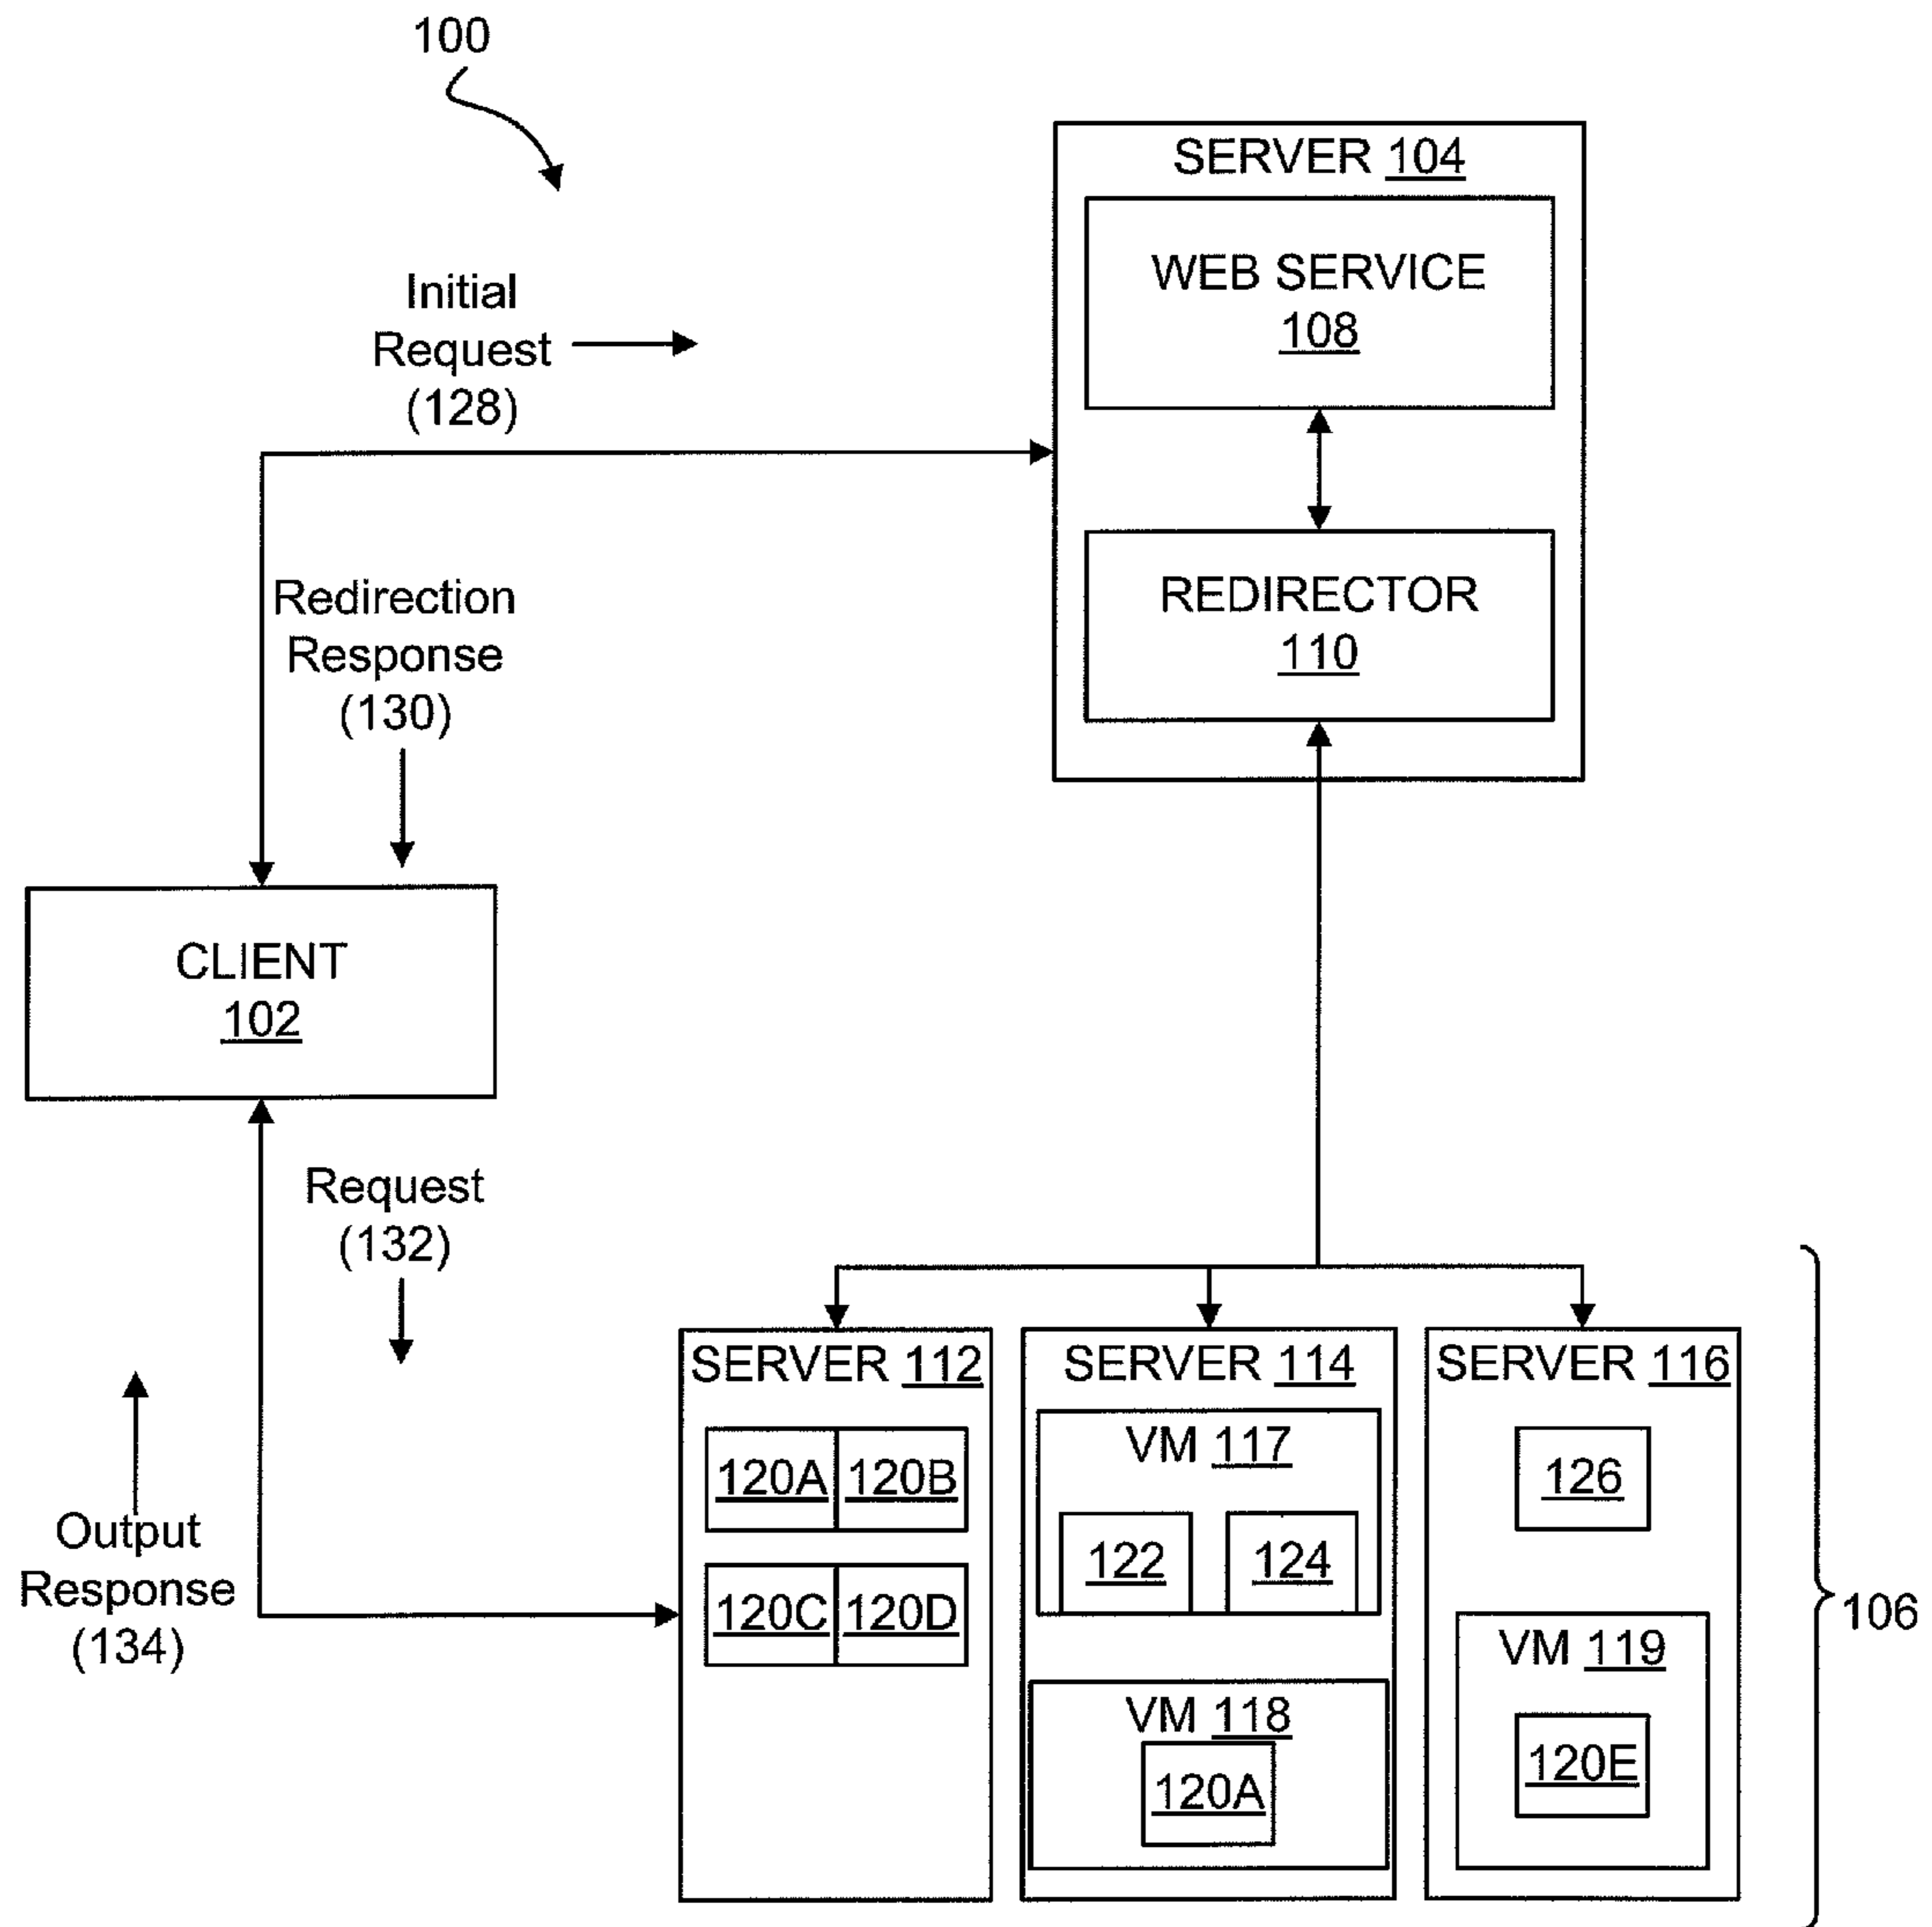 100
SERVER 104
WEB SERVICE
108
Initial
Request
(128)
REDIRECTOR
110
Redirection
Response
(130)
CLIENT
102
Request
(132)
Output
Response
(134)
SERVER 112
120A 120B
120C 120D
SERVER 114
VM 117
122 124
VM 118
120A
SERVER 116
126
VM 119
120E
106